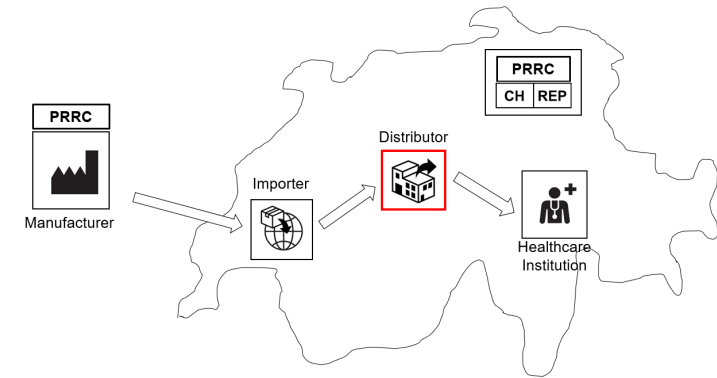 PRRC
Manufacturer
Importer
Distributor
PRRC
CH REP
Healthcare
Institution